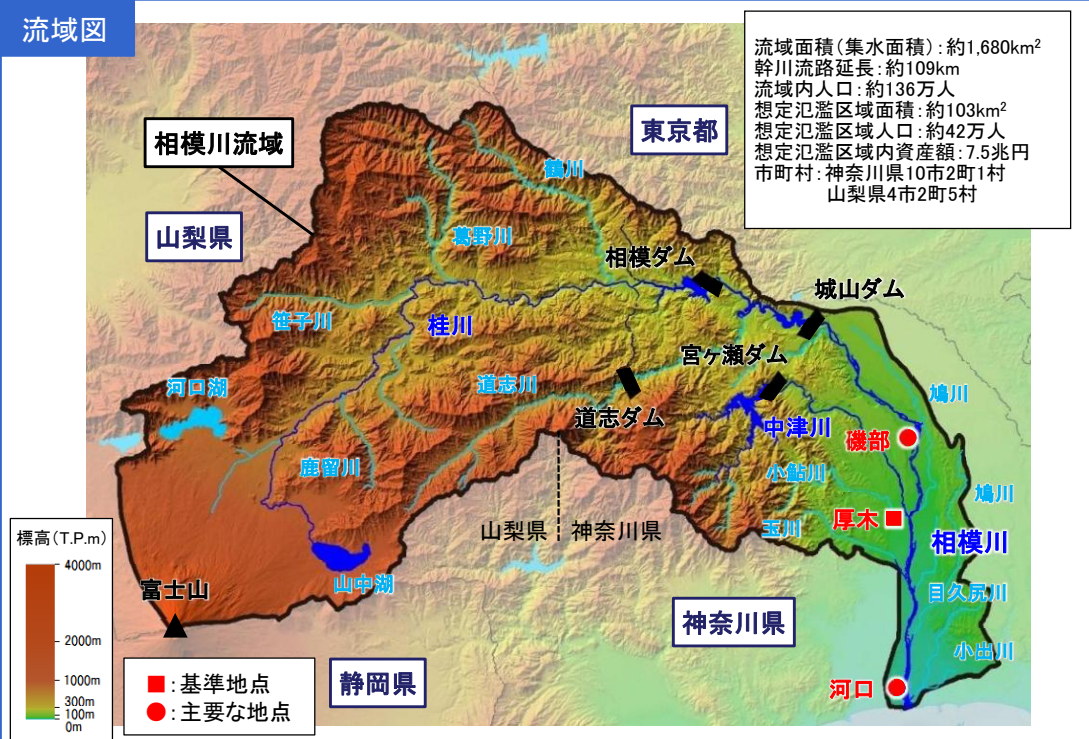 流域図
流域面積(集水面積):約1,680km²
幹川流路延長:約109km
流域内人口:約136万人
想定氾濫区域面積:約103km²
想定氾濫区域人口:約42万人
想定氾濫区域内資産額:7.5兆円
市町村:神奈川県10市2町1村
山梨県4市2町5村
東京都
相模川流域
鶴川
山梨県
葛野川
相模ダム
城山ダム
笹子川
桂川
宮ヶ瀬ダム
河口湖
道志川
鳩川
道志ダム
中津川
磯部
鹿留川
小鮎川
鳩川
厚木
山梨県
神奈川県
玉川
相模川
標高(T.P.m)
4000m
2000m
1000m
300m
100m
0m
富士山
山中湖
目久尻川
神奈川県
小出川
静岡県
河口
■:基準地点
●:主要な地点